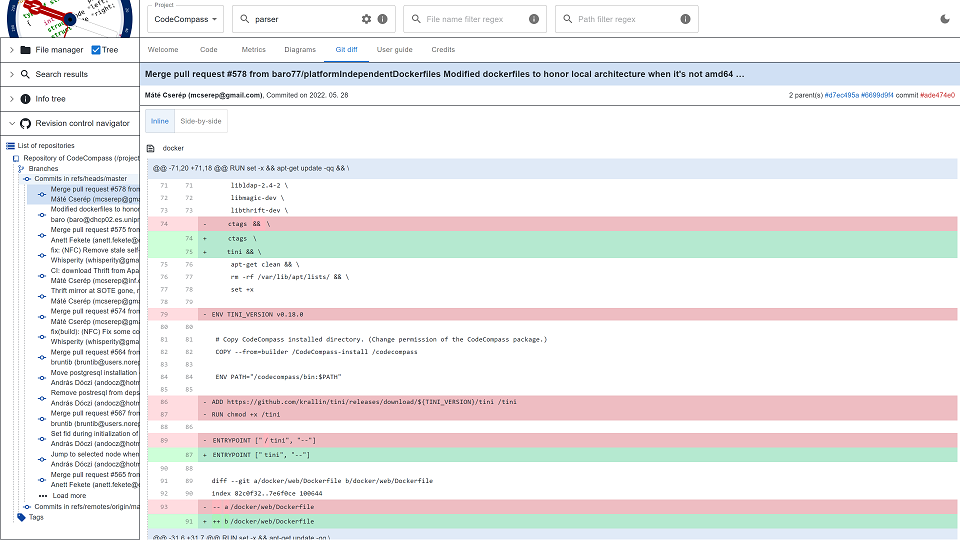 Project
CodeCompass
parser
File name filter regex
Path filter regex
File manager
Tree
Search results
Info tree
Revision control navigator
List of repositories
Repository of CodeCompass (/project
Branches
Commits in refs/heads/master
Merge pull request #578 from
Máté Cserép (mcserep@gma
Modified dockerfiles to honor
baro (baro@dhcp02.es.unipr
Merge pull request #575 from
Anett Fekete (anett.fekete@
fix: (NFC) Remove stale self-
Whisperity (whisperity@gma
CI: download Thrift from Apa
Máté Cserép (mcserep@inf.e
Thrift mirror at SOTE gone, r
Máté Cserép (mcserep@gma
Merge pull request #574 from
Máté Cserép (mcserep@gma
fix(build): (NFC) Fix some co
Whisperity (whisperity@gma
Merge pull request #564 from
bruntib (bruntib@users.norep
Move postgresql installation
András Dóczi (andocz@hotm
Remove postresql from deps
András Dóczi (andocz@hotm
Merge pull request #567 from
bruntib (bruntib@users.norep
Set fid during initialization of
András Dóczi (andocz@hotm
Jump to selected node when
András Dóczi (andocz@hotm
Merge pull request #565 from
Anett Fekete (anett.fekete@
Load more
Commits in refs/remotes/origin/ma
Tags
Welcome Code Metrics Diagrams Git diff User guide Credits
Merge pull request #578 from baro77/platformIndependentDockerfiles Modified dockerfiles to honor local architecture when it's not amd64 ...
Máté Cserép (mcserep@gmail.com), Commited on 2022. 05. 28
2 parent(s) #d7ec495a #6699d9f4 commit #ade474e0
Inline Side-by-side
docker
@@ -71,20 +71,18 @@ RUN set -x && apt-get update -qq && \
71 71 libldap-2.4-2 \
72 72 libmagic-dev \
73 73 libthrift-dev \
74 - ctags && \
74 + ctags \
75 + tini && \
75 76 apt-get clean && \
76 77 rm -rf /var/lib/apt/lists/ && \
77 78 set +x
78 79
79 - ENV TINI_VERSION v0.18.0
80 80
81 81 # Copy CodeCompass installed directory. (Change permission of the CodeCompass package.)
82 82 COPY --from=builder /CodeCompass-install /codecompass
83 83
84 84 ENV PATH="/codecompass/bin:$PATH"
85 85
86 - ADD https://github.com/krallin/tini/releases/download/${TINI_VERSION}/tini /tini
87 - RUN chmod +x /tini
88 86
89 - ENTRYPOINT ["/tini", "--"]
87 + ENTRYPOINT ["tini", "--"]
90 88
91 89 diff --git a/docker/web/Dockerfile b/docker/web/Dockerfile
92 90 index 82c0f32..7e6f0ce 100644
93 - -- a/docker/web/Dockerfile
91 + ++ b/docker/web/Dockerfile
@@ -31,6 +31,7 @@ RUN set -x && apt-get update -qq \